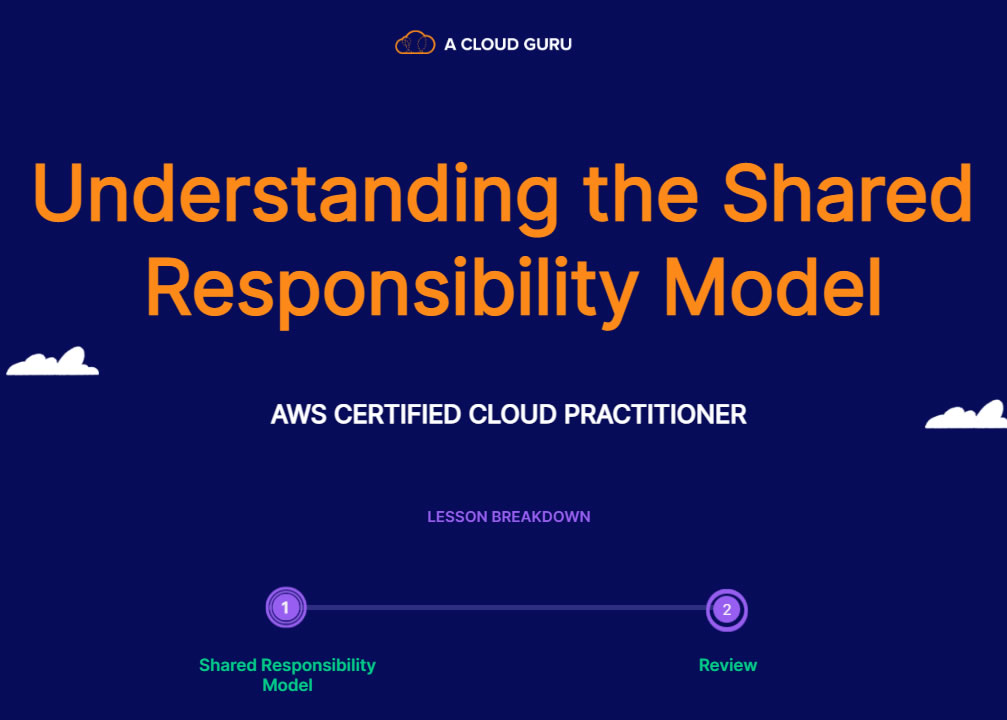 A CLOUD GURU
Understanding the Shared
Responsibility Model
AWS CERTIFIED CLOUD PRACTITIONER
LESSON BREAKDOWN
1
2
Shared Responsibility
Model
Review